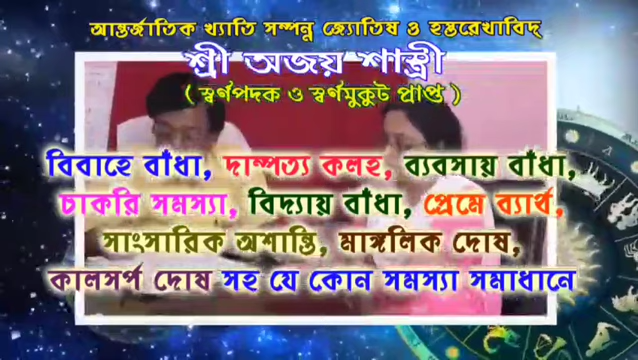 আন্তর্জাতিক খ্যাতি সম্পন্ন জ্যোতিষ ও হস্তরেখাবিদ্
শ্রী অজয় শাস্ত্রী
( স্বর্ণপদক ও স্বর্ণমুকুট প্রাপ্ত )
বিবাহে বাঁধা, দাম্পত্য কলহ, ব্যবসায় বাঁধা,
চাকরি সমস্যা, বিদ্যায় বাঁধা, প্রেমে ব্যার্থ,
সাংসারিক অশান্তি, মাঙ্গলিক দোষ,
কালসর্প দোষ সহ যে কোন সমস্যা সমাধানে